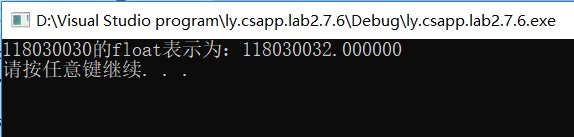 D:\Visual Studio program\ly.csapp.lab2.7.6\Debug\ly.csapp.lab2.7.6.exe
118030030的float表示为：118030032.000000
请按任意键继续. . .